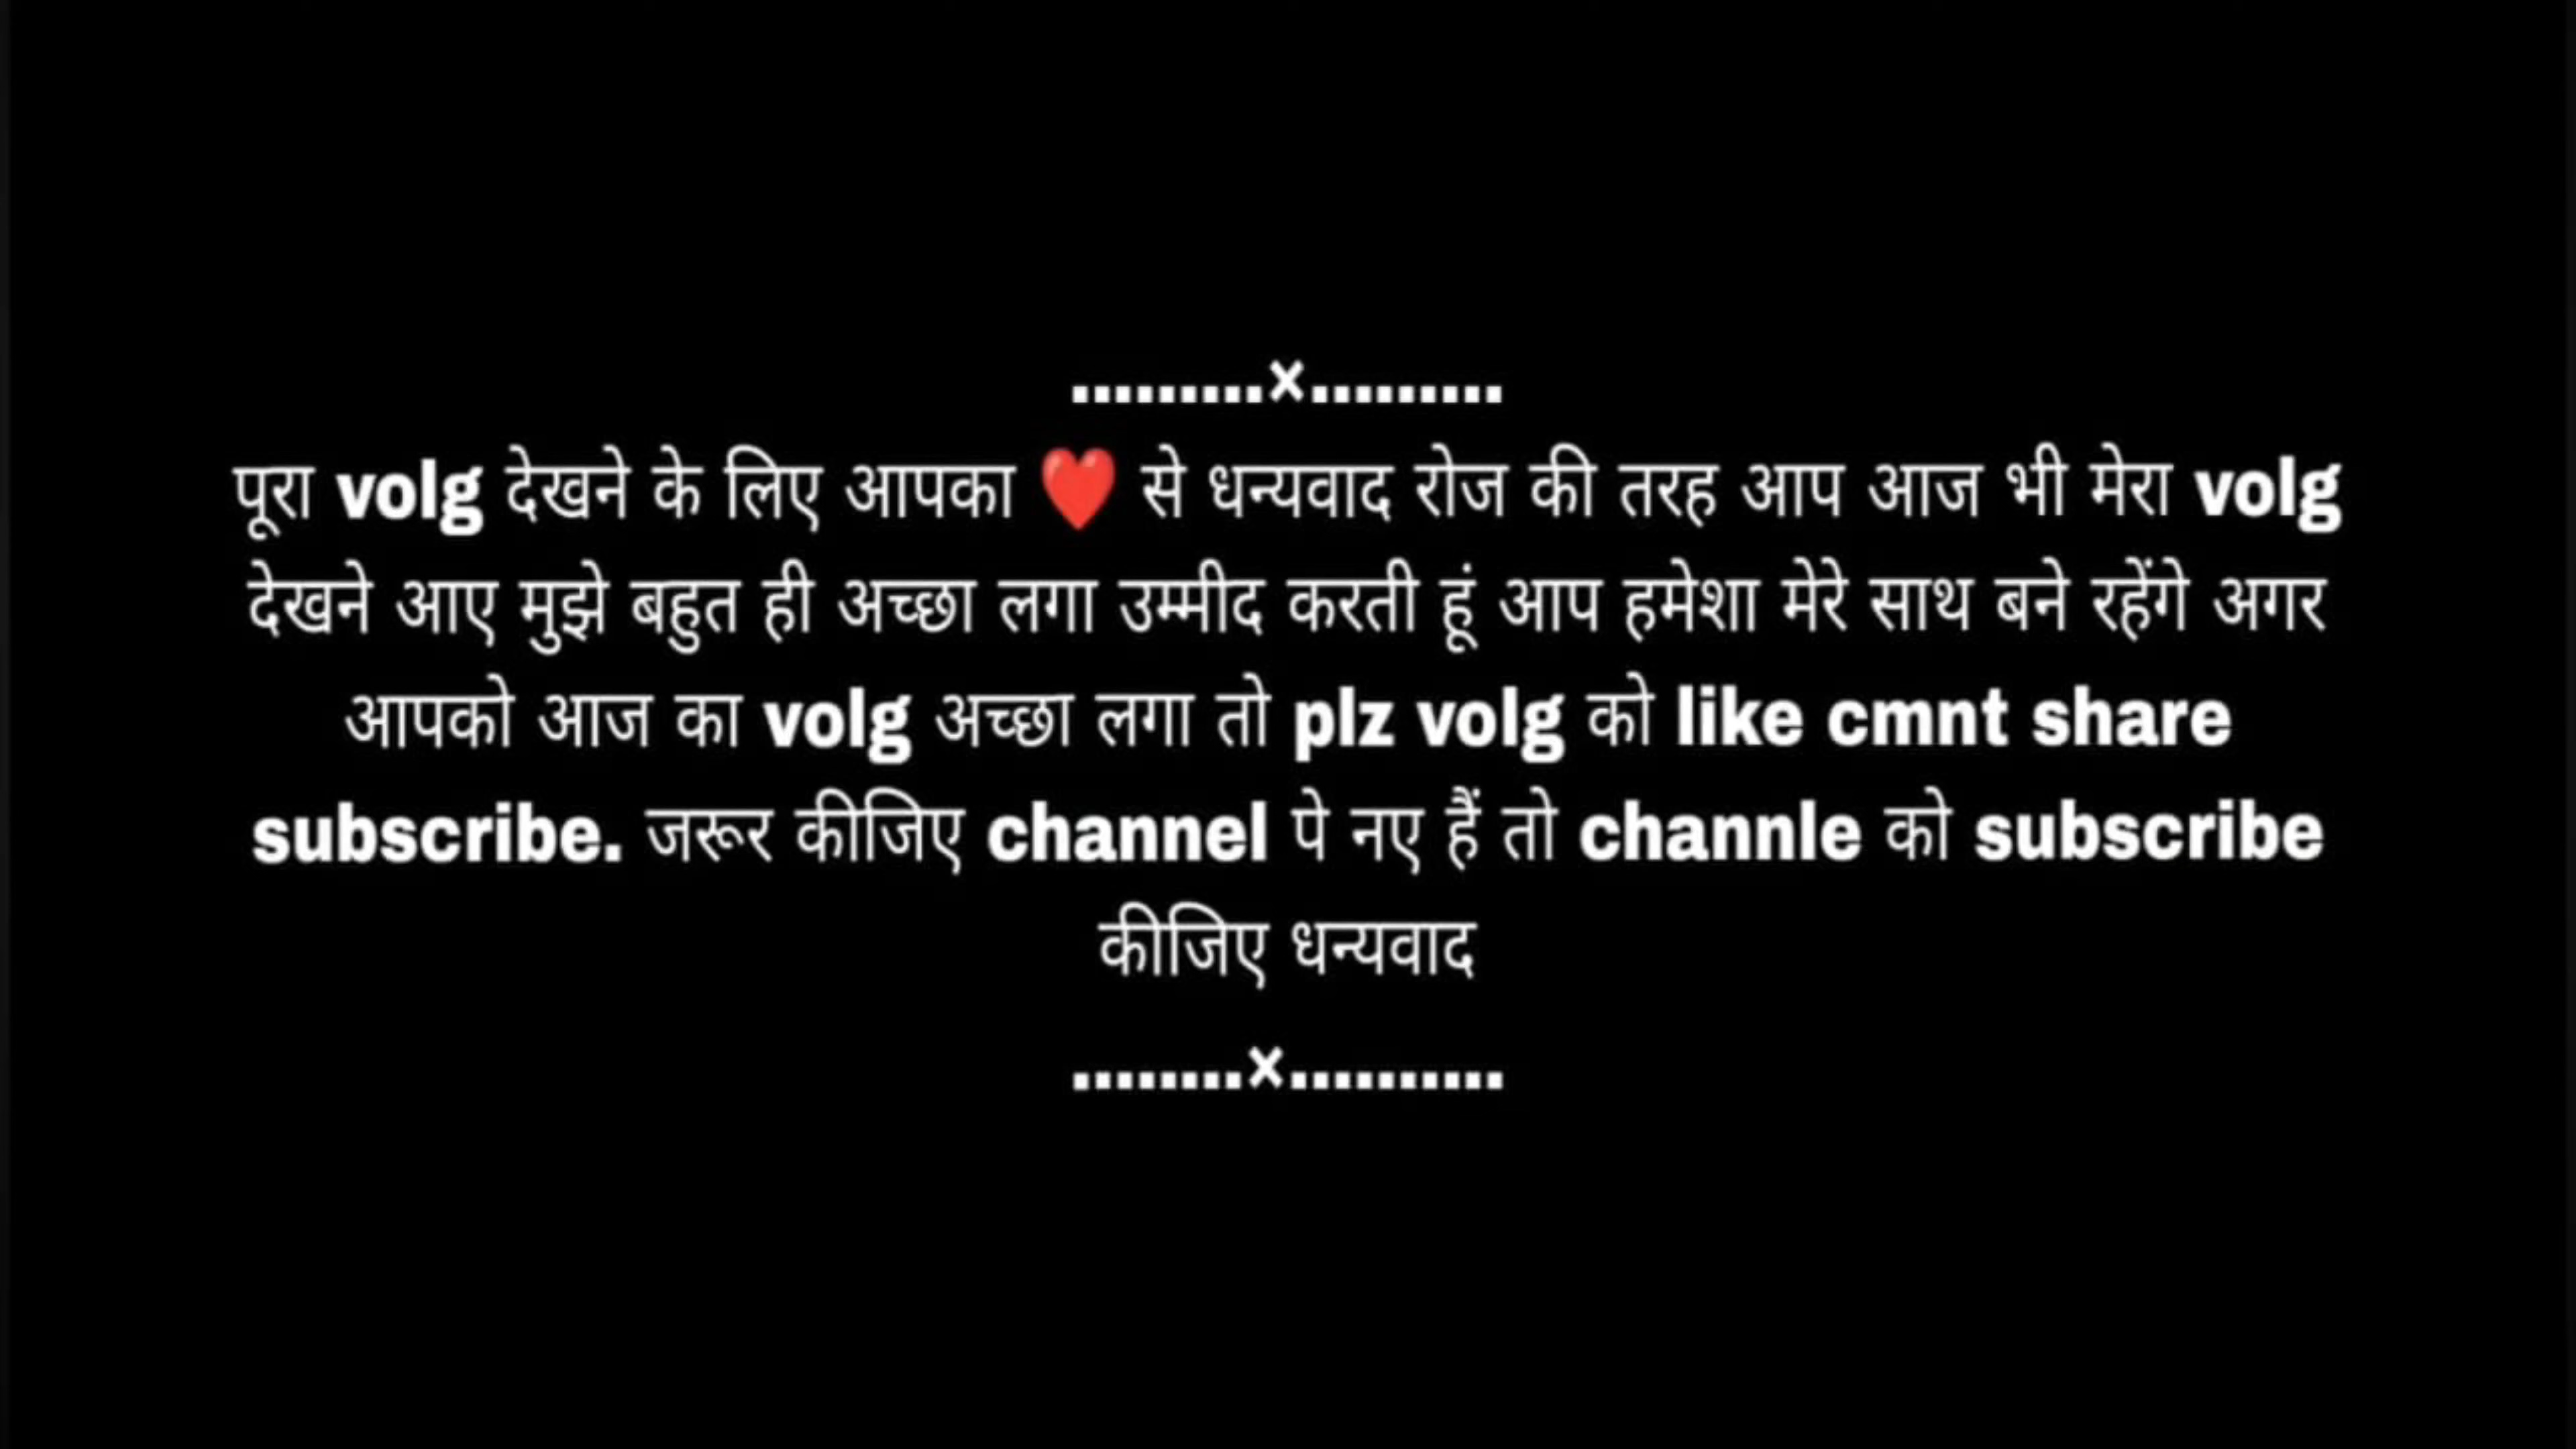 .........×.........
पूरा volg देखने के लिए आपका ❤️ से धन्यवाद रोज की तरह आप आज भी मेरा volg
देखने आए मुझे बहुत ही अच्छा लगा उम्मीद करती हूं आप हमेशा मेरे साथ बने रहेंगे अगर
आपको आज का volg अच्छा लगा तो plz volg को like cmnt share
subscribe. जरूर कीजिए channel पे नए हैं तो channle को subscribe
कीजिए धन्यवाद
........×..........